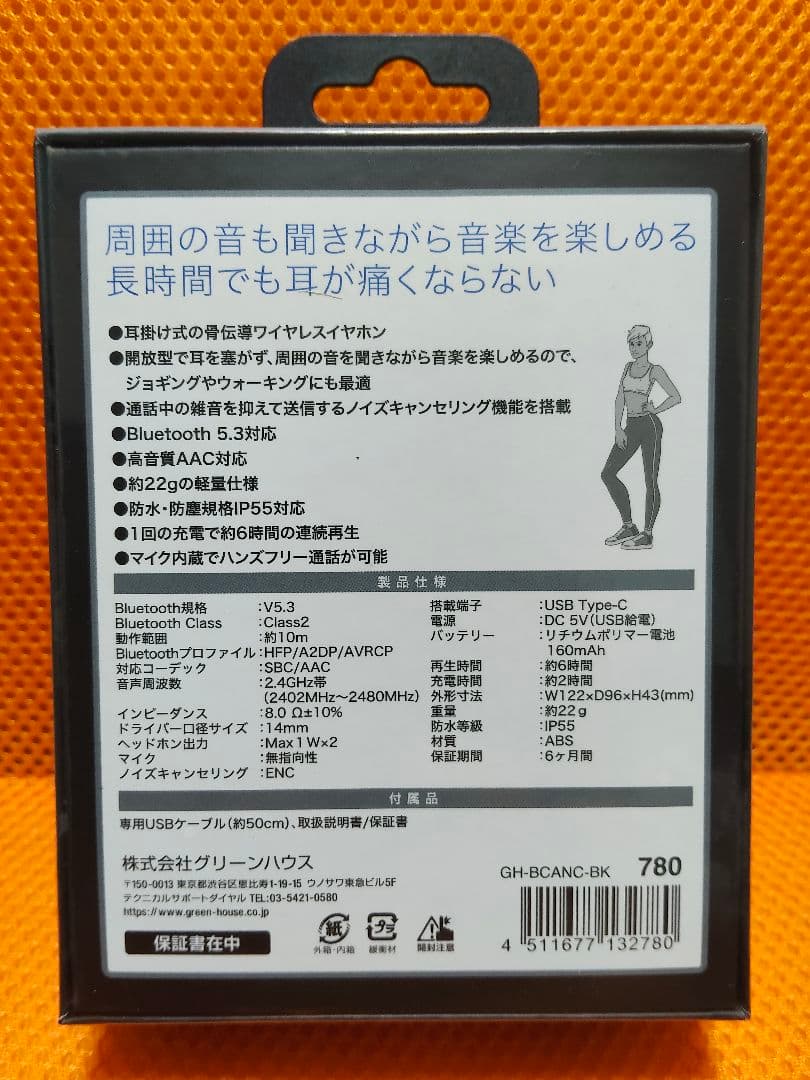 周囲の音も聞きながら音楽を楽しめる
長時間でも耳が痛くならない
●耳掛け式の骨伝導ワイヤレスイヤホン
●開放型で耳を塞がず、周囲の音を聞きながら音楽を楽しめるので、
ジョギングやウォーキングにも最適
●通話中の雑音を抑えて送信するノイズキャンセリング機能を搭載
●Bluetooth 5.3対応
●高音質AAC対応
●約22gの軽量仕様
●防水・防塵規格IP55対応
●1回の充電で約6時間の連続再生
●マイク内蔵でハンズフリー通話が可能
製品仕様
Bluetooth規格 :V5.3
Bluetooth Class :Class2
動作範囲 :約10m
Bluetoothプロファイル:HFP/A2DP/AVRCP
対応コーデック :SBC/AAC
音声周波数 :2.4GHz帯
(2402MHz～2480MHz)
インピーダンス :8.0 Ω±10%
ドライバー口径サイズ :14mm
ヘッドホン出力 :Max 1W×2
マイク :無指向性
ノイズキャンセリング :ENC
搭載端子 :USB Type-C
電源 :DC 5V(USB給電)
バッテリー :リチウムポリマー電池
160mAh
再生時間 :約6時間
充電時間 :約2時間
外形寸法 :W122×D96×H43(mm)
重量 :約22g
防水等級 :IP55
材質 :ABS
保証期間 :6ヶ月間
付属品
専用USBケーブル(約50cm)、取扱説明書/保証書
株式会社グリーンハウス
〒150-0013 東京都渋谷区恵比寿1-19-15 ウノサワ東急ビル5F
テクニカルサポートダイヤル TEL:03-5421-0580
https://www.green-house.co.jp
保証書在中
紙
外箱・内箱
プラ
緩衝材
開封注意
GH-BCANC-BK 780
4 511677 132780